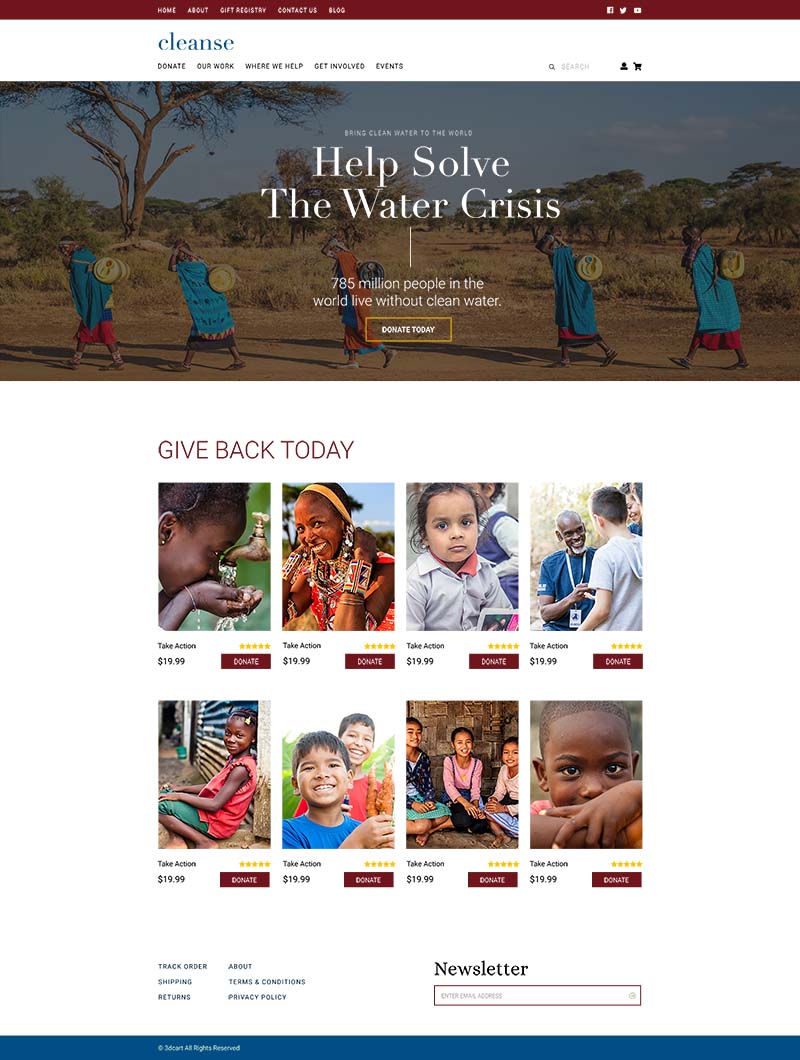 HOME ABOUT GIFT REGISTRY CONTACT US BLOG
cleanse
DONATE OUR WORK WHERE WE HELP GET INVOLVED EVENTS SEARCH
BRING CLEAN WATER TO THE WORLD
Help Solve
The Water Crisis
785 million people in the
world live without clean water.
DONATE TODAY
GIVE BACK TODAY
Take Action Take Action Take Action Take Action
$19.99 DONATE $19.99 DONATE $19.99 DONATE $19.99 DONATE
Take Action Take Action Take Action Take Action
$19.99 DONATE $19.99 DONATE $19.99 DONATE $19.99 DONATE
TRACK ORDER ABOUT
SHIPPING TERMS & CONDITIONS
RETURNS PRIVACY POLICY
Newsletter
ENTER EMAIL ADDRESS
© 3dcart All Rights Reserved